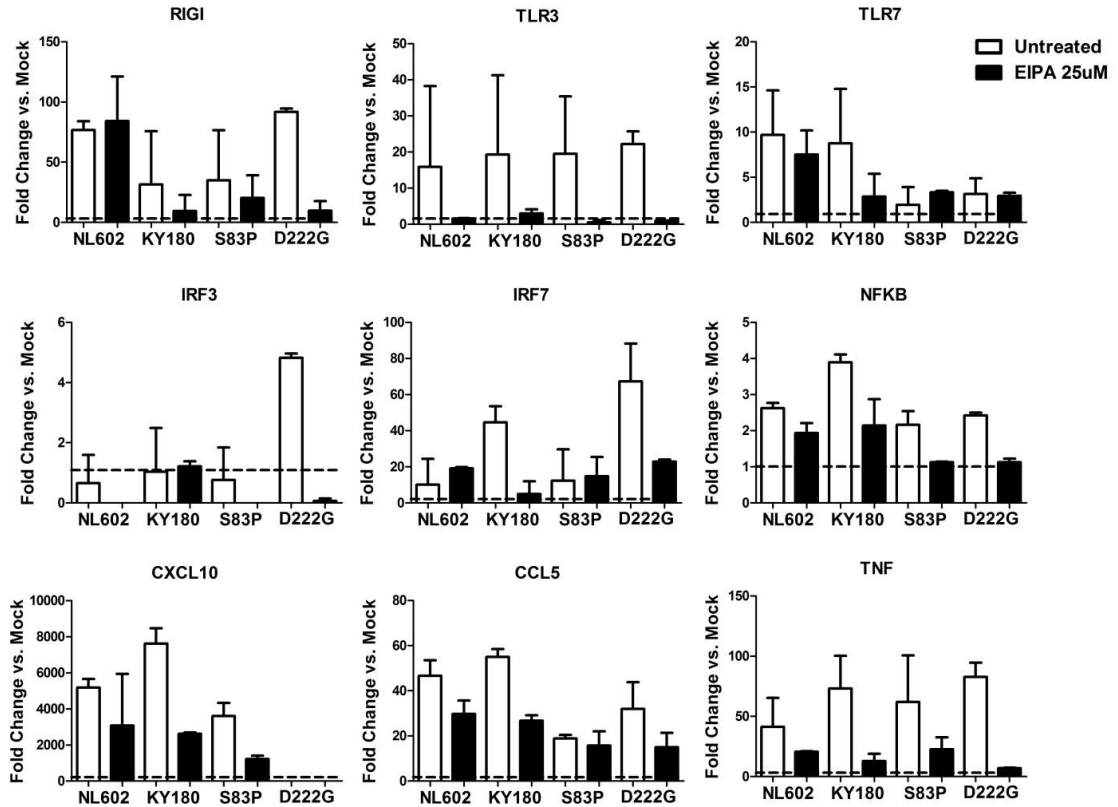 RIGI
Fold Change vs. Mock
150
100
50
0
NL602 KY180 S83P D222G
TLR3
Fold Change vs. Mock
50
40
30
20
10
0
NL602 KY180 S83P D222G
TLR7
Fold Change vs. Mock
20
15
10
5
0
NL602 KY180 S83P D222G
Untreated
EIPA 25uM
IRF3
Fold Change vs. Mock
6
4
2
0
NL602 KY180 S83P D222G
IRF7
Fold Change vs. Mock
100
80
60
40
20
0
NL602 KY180 S83P D222G
NFKB
Fold Change vs. Mock
5
4
3
2
1
0
NL602 KY180 S83P D222G
CXCL10
Fold Change vs. Mock
10000
8000
6000
4000
2000
0
NL602 KY180 S83P D222G
CCL5
Fold Change vs. Mock
80
60
40
20
0
NL602 KY180 S83P D222G
TNF
Fold Change vs. Mock
150
100
50
0
NL602 KY180 S83P D222G